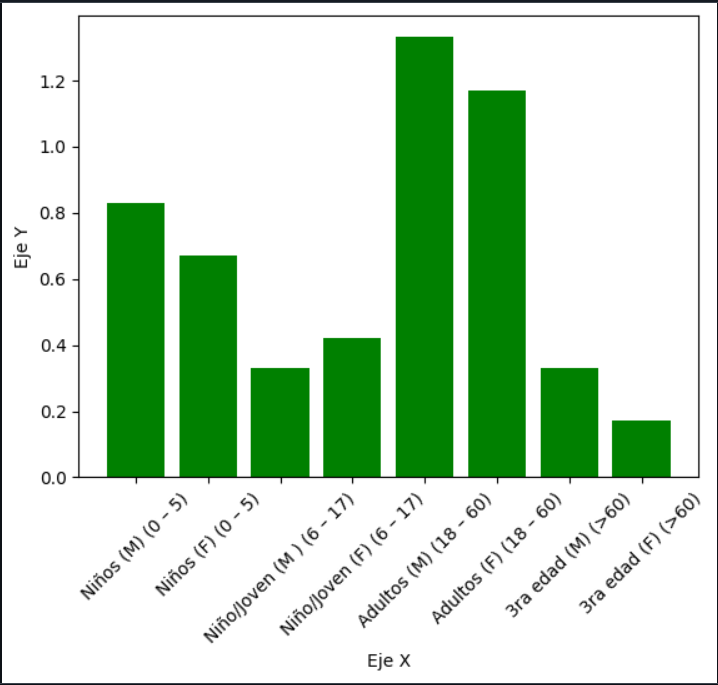 1.2
1.0
0.8
0.6
0.4
0.2
0.0
Eje Y
Niños (M) (0 – 5)
Niños (F) (0 – 5)
Niño/Joven (M ) (6 – 17)
Niño/Joven (F) (6 – 17)
Adultos (M) (18 – 60)
Adultos (F) (18 – 60)
3ra edad (M) (>60)
3ra edad (F) (>60)
Eje X